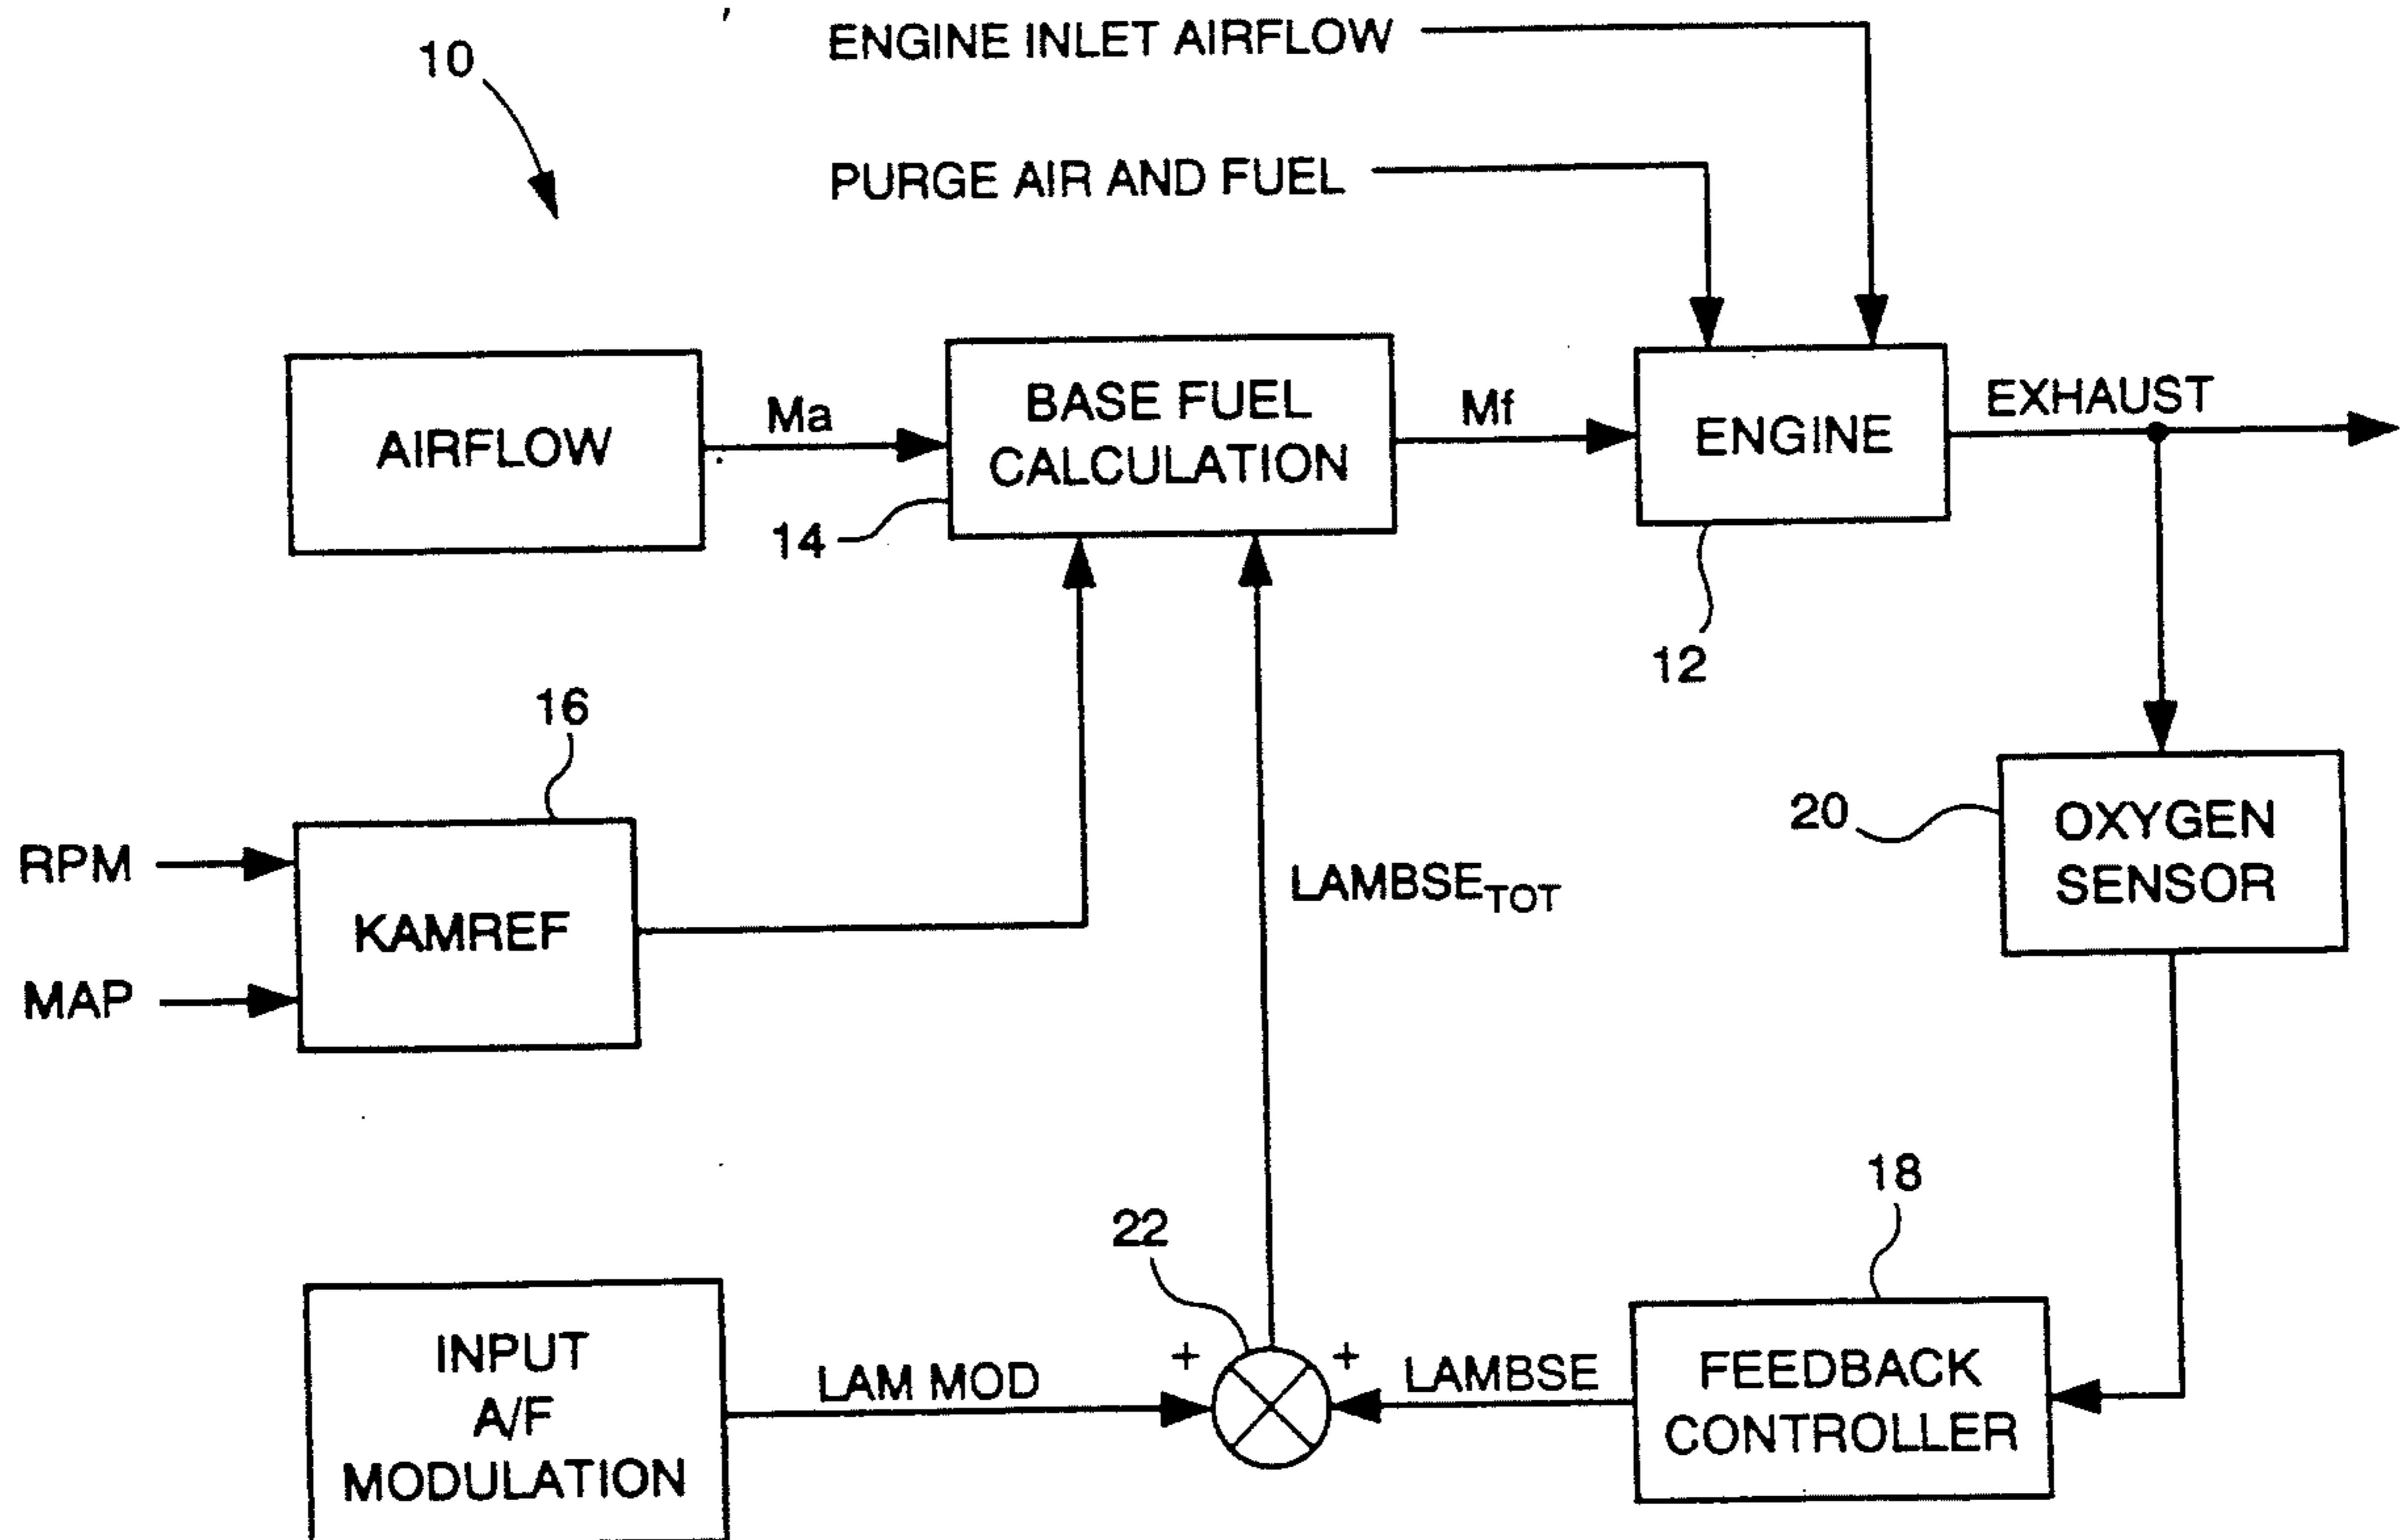 10
ENGINE INLET AIRFLOW
PURGE AIR AND FUEL
AIRFLOW
Ma
BASE FUEL
CALCULATION
14
Mf
ENGINE
12
EXHAUST
16
RPM
MAP
KAMREF
LAMBSE_TOT
20
OXYGEN
SENSOR
18
22
INPUT
A/F
MODULATION
LAM MOD
+
+
LAMBSE
FEEDBACK
CONTROLLER